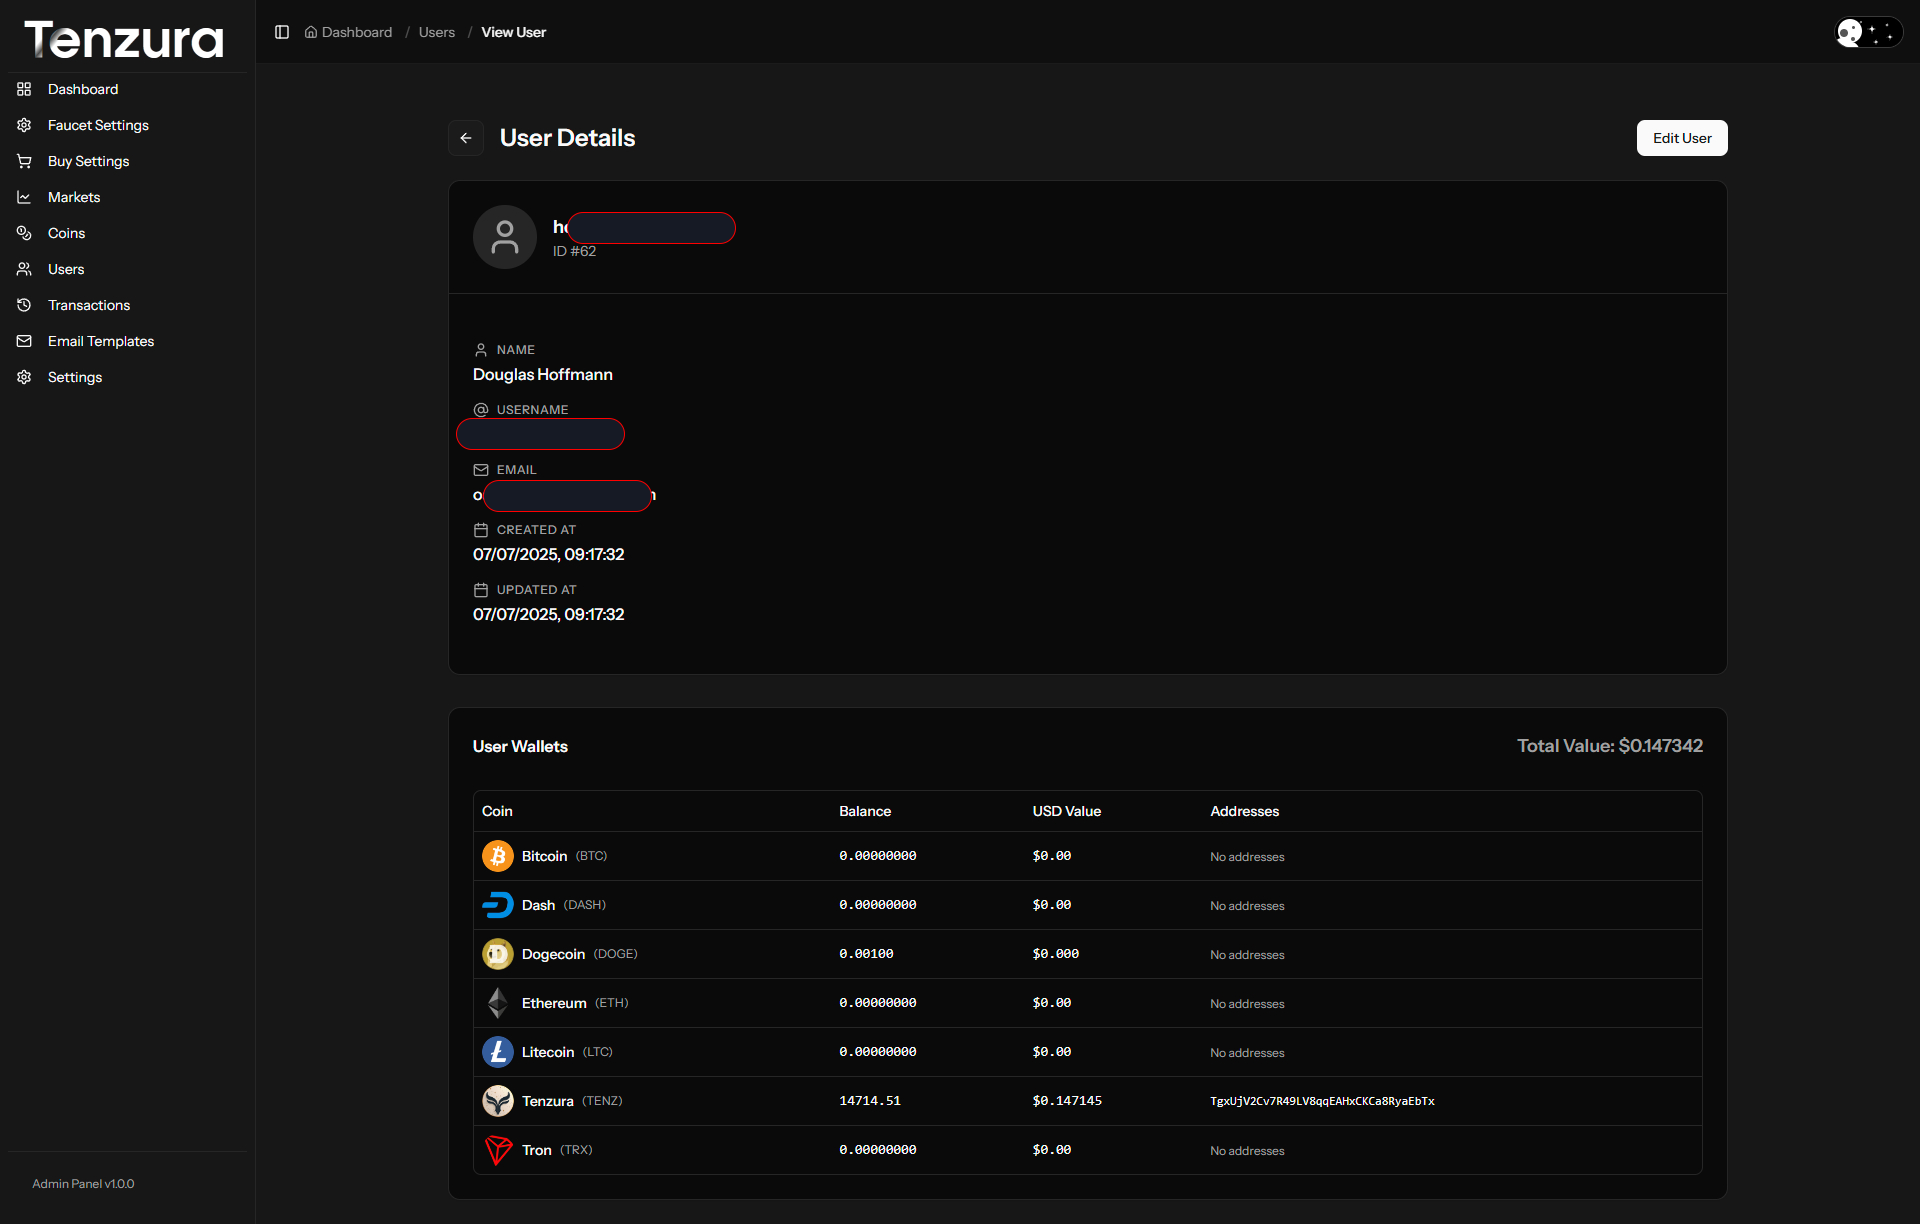 Tenzura
Dashboard / Users / View User
Dashboard
Faucet Settings
Buy Settings
Markets
Coins
Users
Transactions
Email Templates
Settings
Admin Panel v1.0.0
User Details
Edit User
ID #62
NAME
Douglas Hoffmann
USERNAME
EMAIL
CREATED AT
07/07/2025, 09:17:32
UPDATED AT
07/07/2025, 09:17:32
User Wallets
Total Value: $0.147342
Coin Balance USD Value Addresses
Bitcoin (BTC) 0.00000000 $0.00 No addresses
Dash (DASH) 0.00000000 $0.00 No addresses
Dogecoin (DOGE) 0.00100 $0.000 No addresses
Ethereum (ETH) 0.00000000 $0.00 No addresses
Litecoin (LTC) 0.00000000 $0.00 No addresses
Tenzura (TENZ) 14714.51 $0.147145 TgxUjV2Cv7R49LV8qqEAHxCKCa8RyaEbTx
Tron (TRX) 0.00000000 $0.00 No addresses